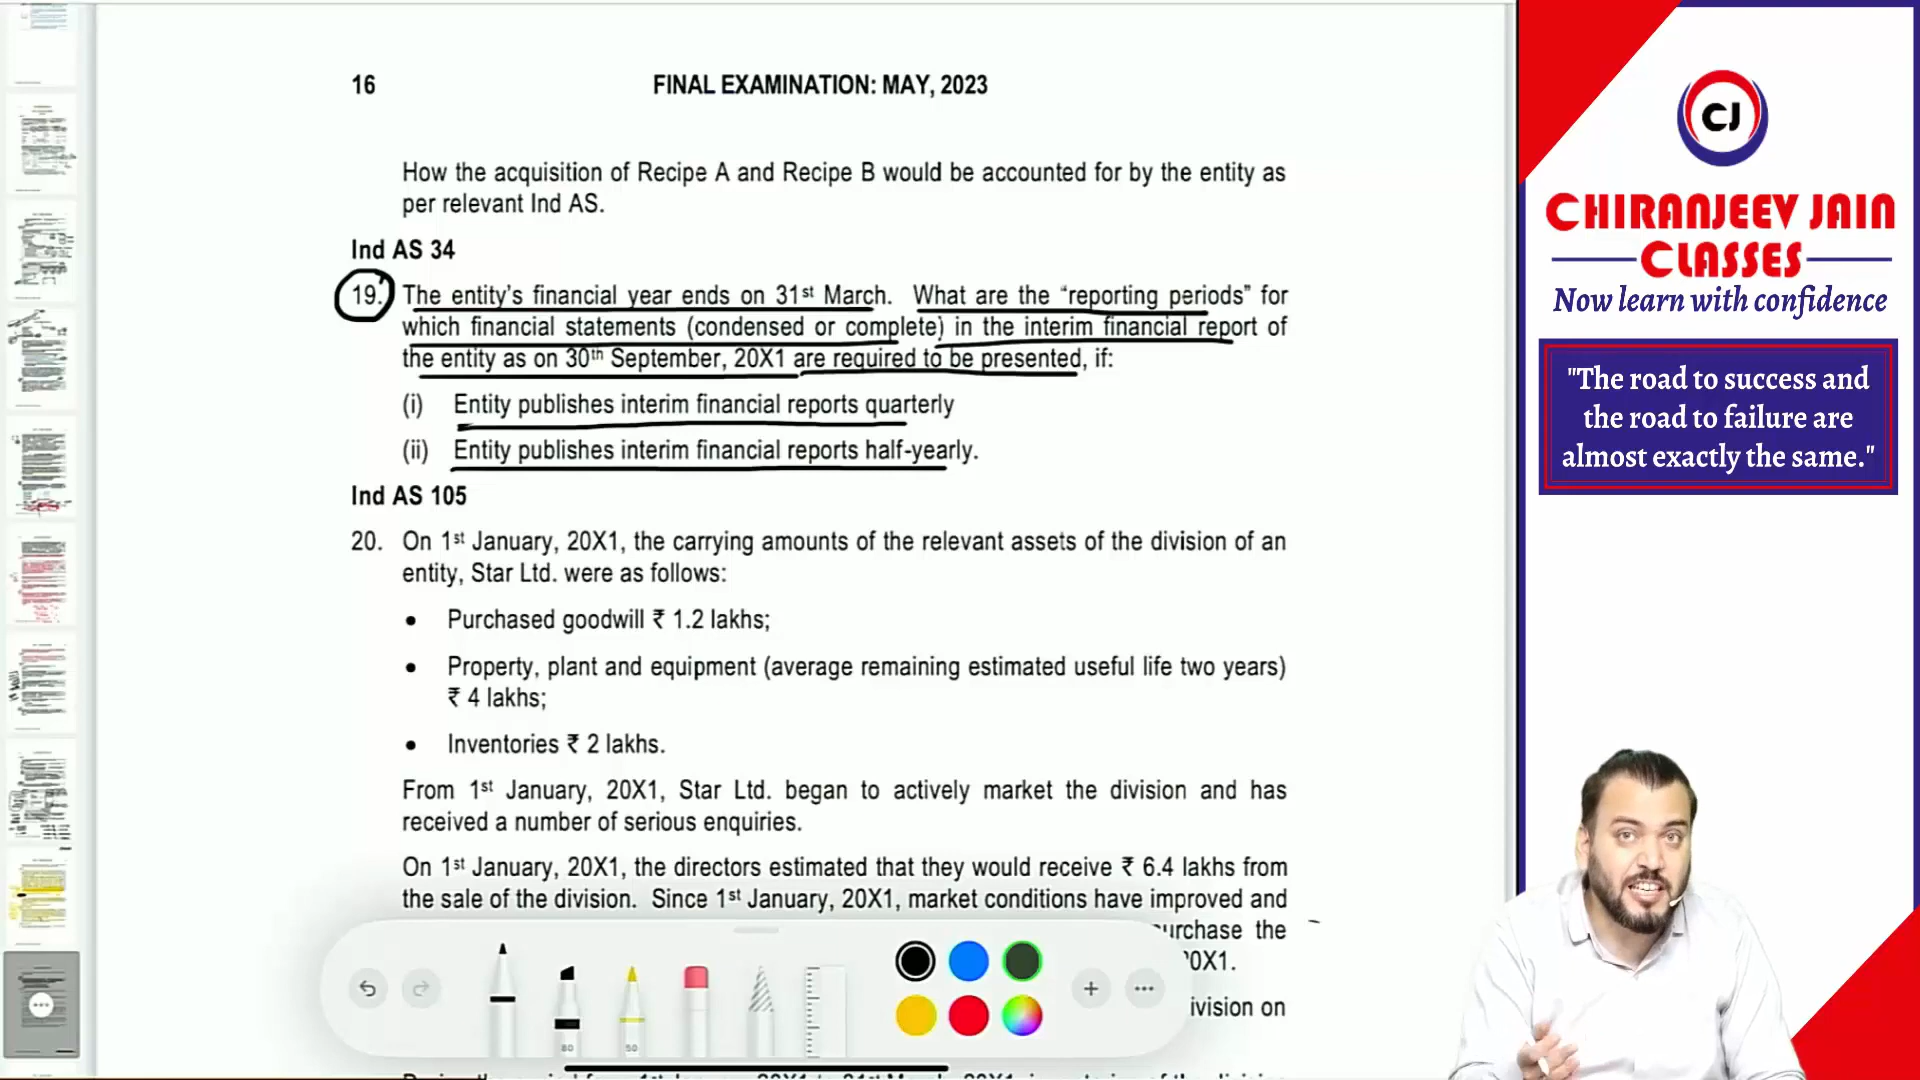 16 FINAL EXAMINATION: MAY, 2023
How the acquisition of Recipe A and Recipe B would be accounted for by the entity as
per relevant Ind AS.
Ind AS 34
19. The entity's financial year ends on 31st March. What are the "reporting periods" for
which financial statements (condensed or complete) in the interim financial report of
the entity as on 30th September, 20X1 are required to be presented, if:
(i) Entity publishes interim financial reports quarterly
(ii) Entity publishes interim financial reports half-yearly.
Ind AS 105
20. On 1st January, 20X1, the carrying amounts of the relevant assets of the division of an
entity, Star Ltd. were as follows:
• Purchased goodwill ₹ 1.2 lakhs;
• Property, plant and equipment (average remaining estimated useful life two years)
₹ 4 lakhs;
• Inventories ₹ 2 lakhs.
From 1st January, 20X1, Star Ltd. began to actively market the division and has
received a number of serious enquiries.
On 1st January, 20X1, the directors estimated that they would receive ₹ 6.4 lakhs from
the sale of the division. Since 1st January, 20X1, market conditions have improved and
purchase the
20X1.
ivision on
80
50
CJ
CHIRANJEEV JAIN
CLASSES
Now learn with confidence
"The road to success and
the road to failure are
almost exactly the same."